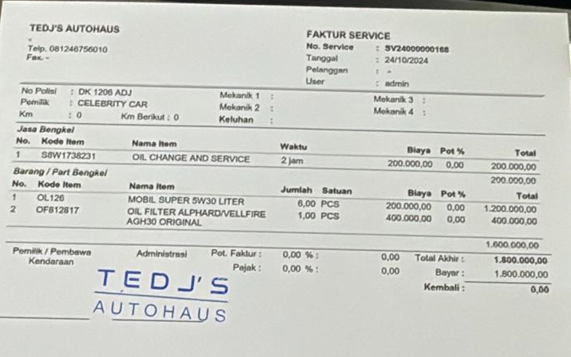 TEDJ'S AUTOHAUS
-
Telp. 081246756010
Fax. -
FAKTUR SERVICE
No. Service : SV24000000168
Tanggal : 24/10/2024
Pelanggan : -
User : admin
No Polisi : DK 1206 ADJ
Pemilik : CELEBRITY CAR
Km : 0 Km Berikut : 0
Mekanik 1 :
Mekanik 2 :
Keluhan :
Mekanik 3 :
Mekanik 4 :
Jasa Bengkel
No. Kode Item Nama Item Waktu Biaya Pot % Total
1 S8W1738231 OIL CHANGE AND SERVICE 2 jam 200.000,00 0,00 200.000,00
200.000,00
Barang / Part Bengkel
No. Kode Item Nama Item Jumlah Satuan Biaya Pot % Total
1 OL126 MOBIL SUPER 5W30 LITER 6,00 PCS 200.000,00 0,00 1.200.000,00
2 OF812817 OIL FILTER ALPHARD/VELLFIRE 1,00 PCS 400.000,00 0,00 400.000,00
AGH30 ORIGINAL
1.600.000,00
Pemilik / Pembawa
Kendaraan
Administrasi
Pot. Faktur : 0,00 % : 0,00
Pajak : 0,00 % : 0,00
Total Akhir : 1.800.000,00
Bayar : 1.800.000,00
Kembali : 0,00
TEDJ'S
AUTOHAUS